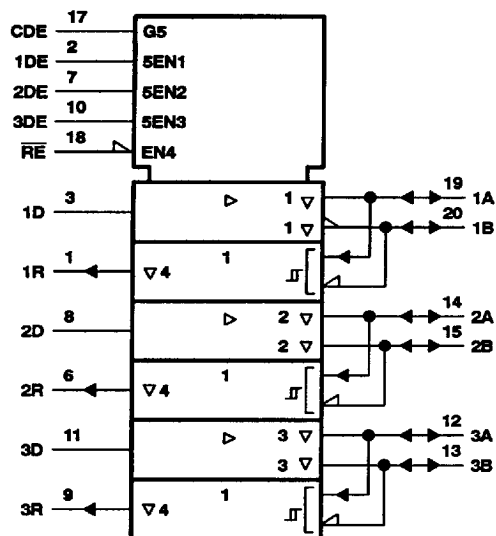 CDE 17 G5
1DE 2 5EN1
2DE 7 5EN2
3DE 10 5EN3
RE 18 EN4
1D 3 1 19 1A
1 20 1B
1R 1 4 1
2D 8 2 14 2A
2 15 2B
2R 6 4 1
3D 11 3 12 3A
3 13 3B
3R 9 4 1